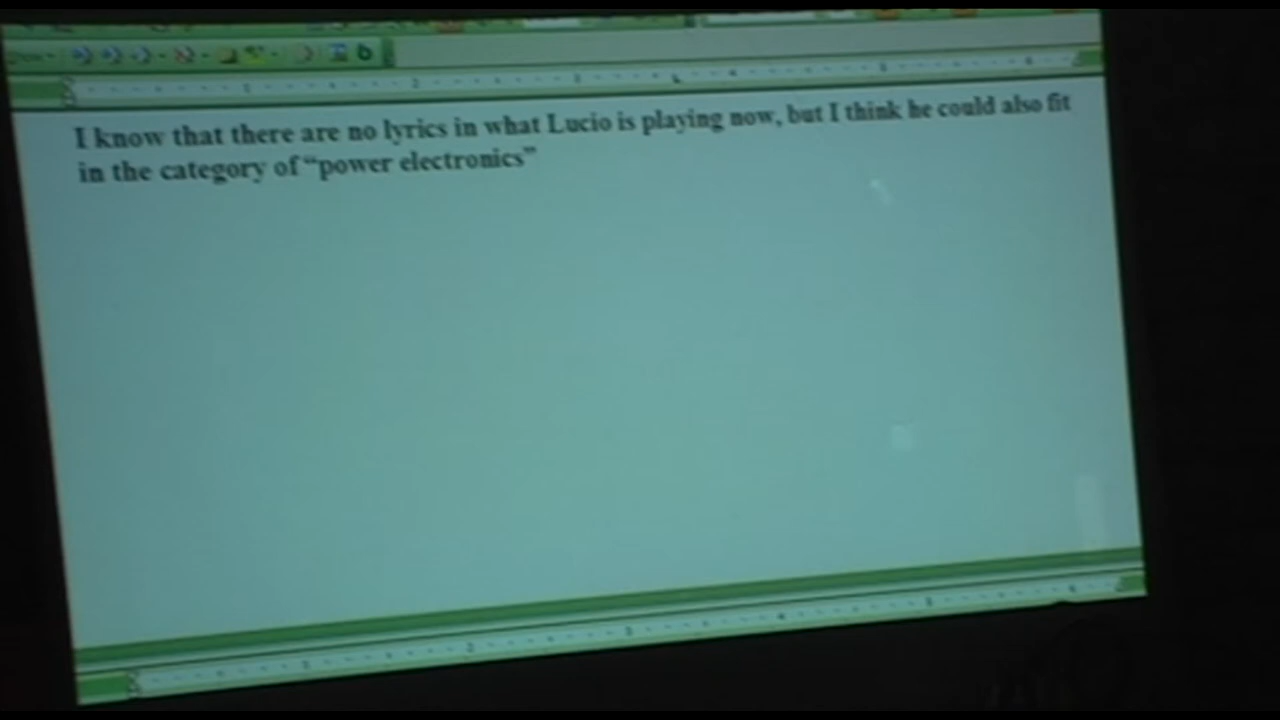 I know that there are no lyrics in what Lucio is playing now, but I think he could also fit
in the category of “power electronics”